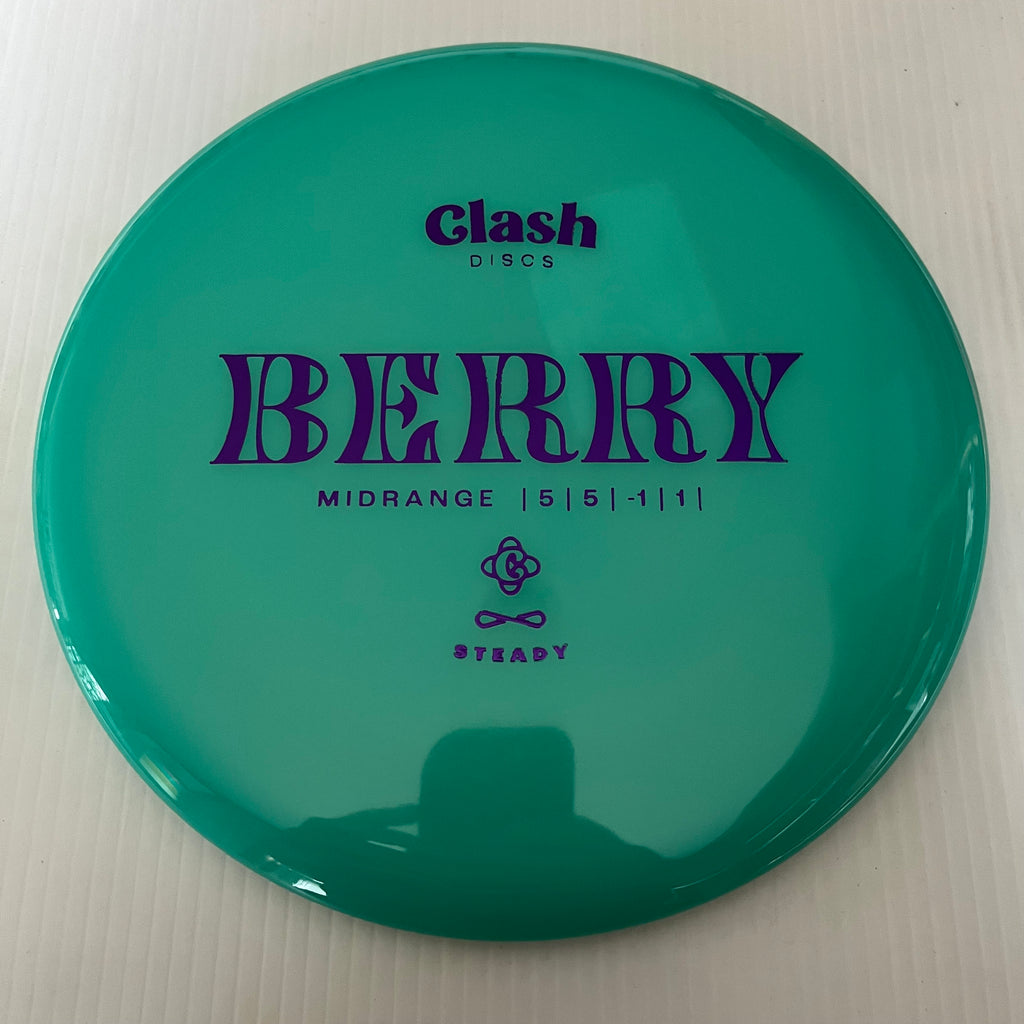 Clash
DISCS
BERRY
MIDRANGE | 5 | 5 | -1 | 1 |
C
STEADY